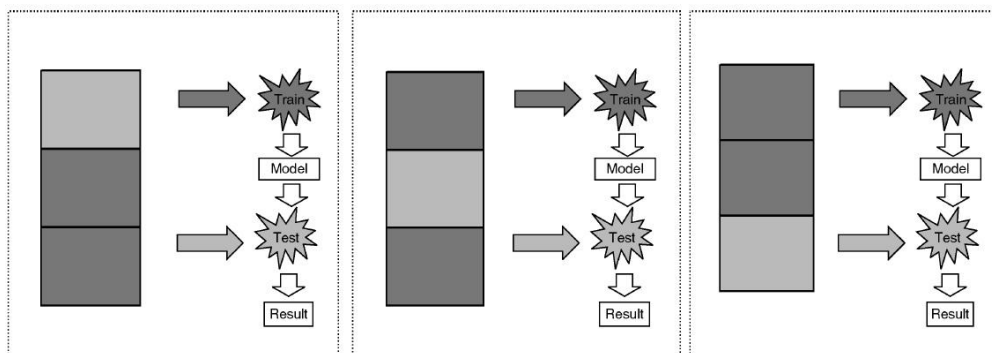 Train
Model
Test
Result
Train
Model
Test
Result
Train
Model
Test
Result